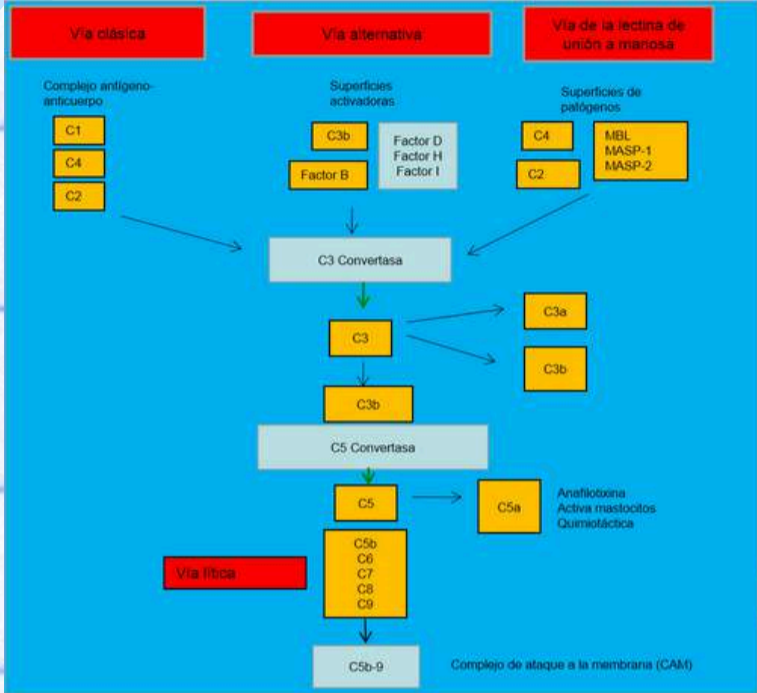 Vía clásica
Vía alternativa
Vía de la lectina de
unión a manosa
Complejo antígeno-
anticuerpo
C1
C4
C2
Superficies
activadoras
C3b
Factor B
Factor D
Factor H
Factor I
Superficies de
patógenos
C4
C2
MBL
MASP-1
MASP-2
C3 Convertasa
C3
C3a
C3b
C3b
C5 Convertasa
C5
C5a
Anafilotixina
Activa mastocitos
Quimiotáctica
Vía lítica
C5b
C6
C7
C8
C9
C5b-9
Complejo de ataque a la membrana (CAM)